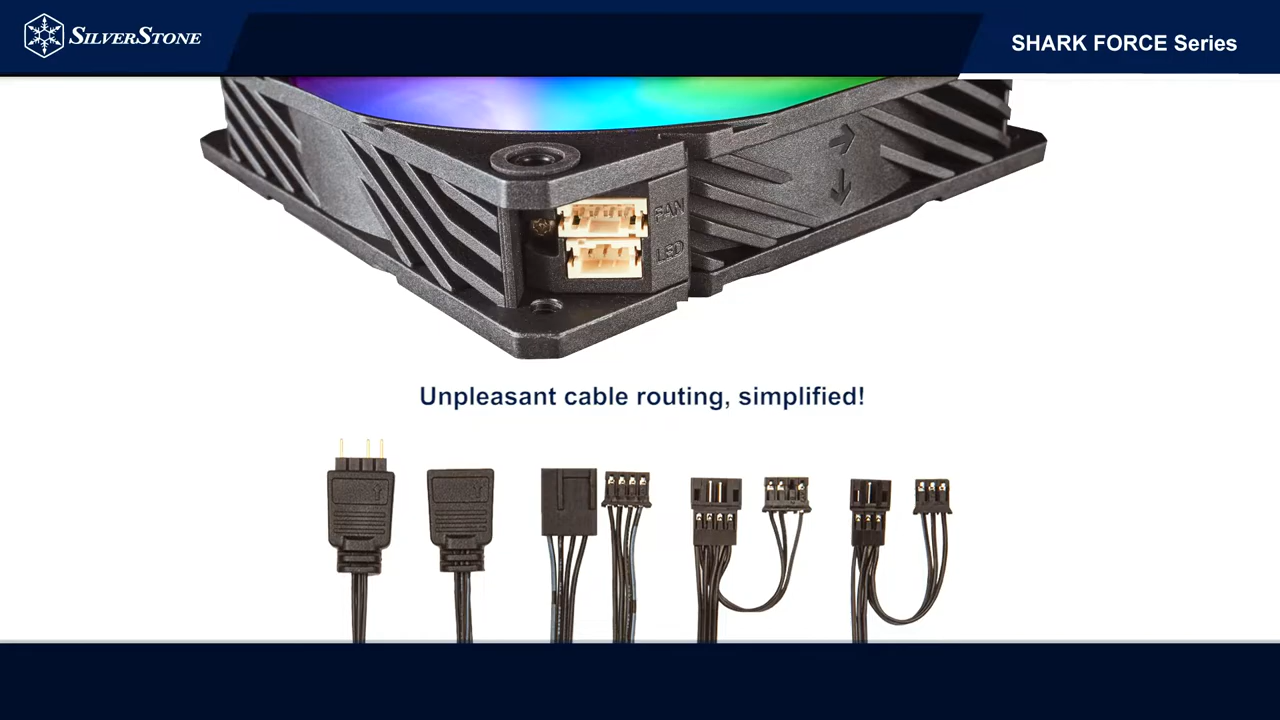 SILVERSTONE
SHARK FORCE Series
FAN
LED
Unpleasant cable routing, simplified!